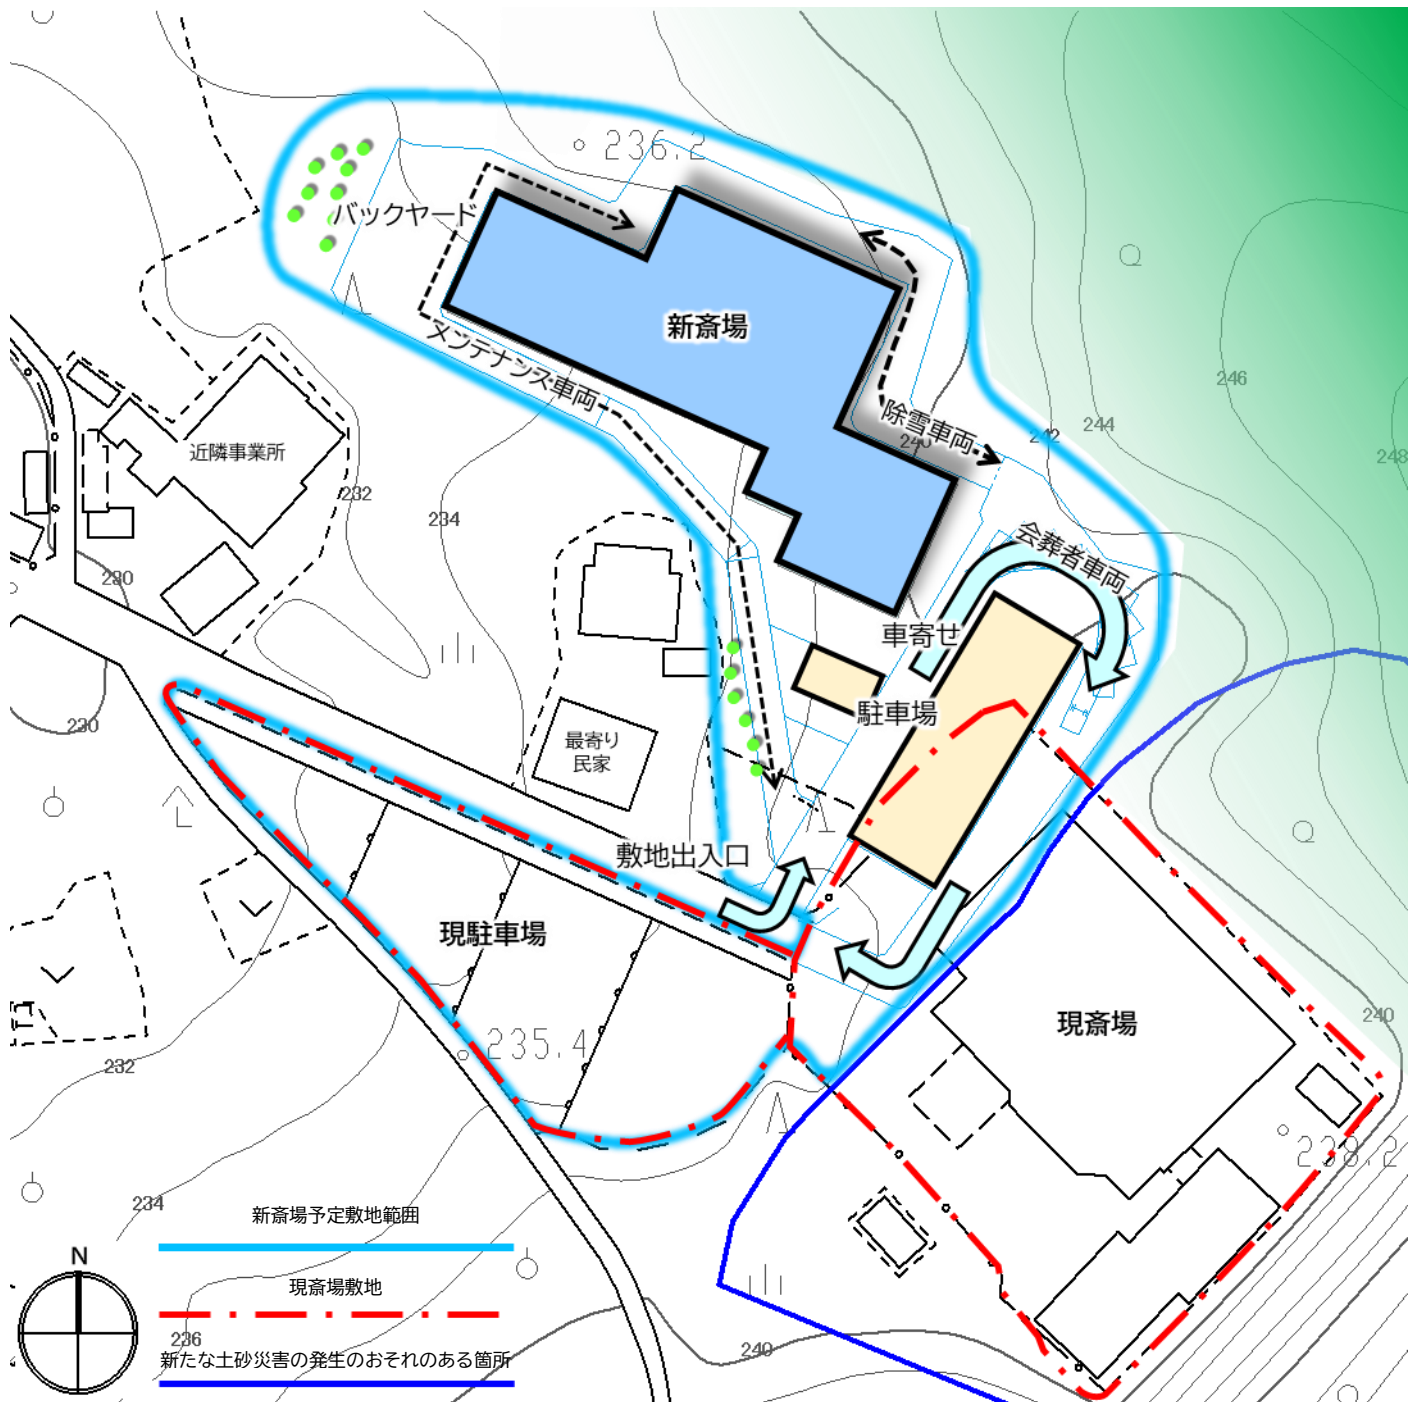 236.2
バックヤード
新斎場
メンテナンス車両
246
除雪車両
240
242
244
248
近隣事業所
232
234
会葬者車両
230
車寄せ
230
駐車場
最寄り
民家
敷地出入口
現駐車場
235.4
現斎場
240
232
238.2
234
新斎場予定敷地範囲
N
現斎場敷地
236
新たな土砂災害の発生のおそれのある箇所
240